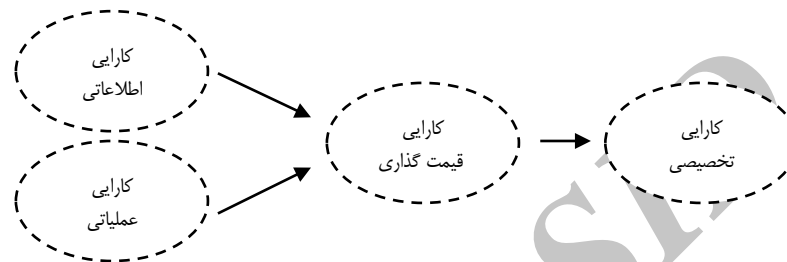 کارایی
اطلاعاتی
کارایی
عملیاتی
کارایی
قیمت گذاری
کارایی
تخصیصی